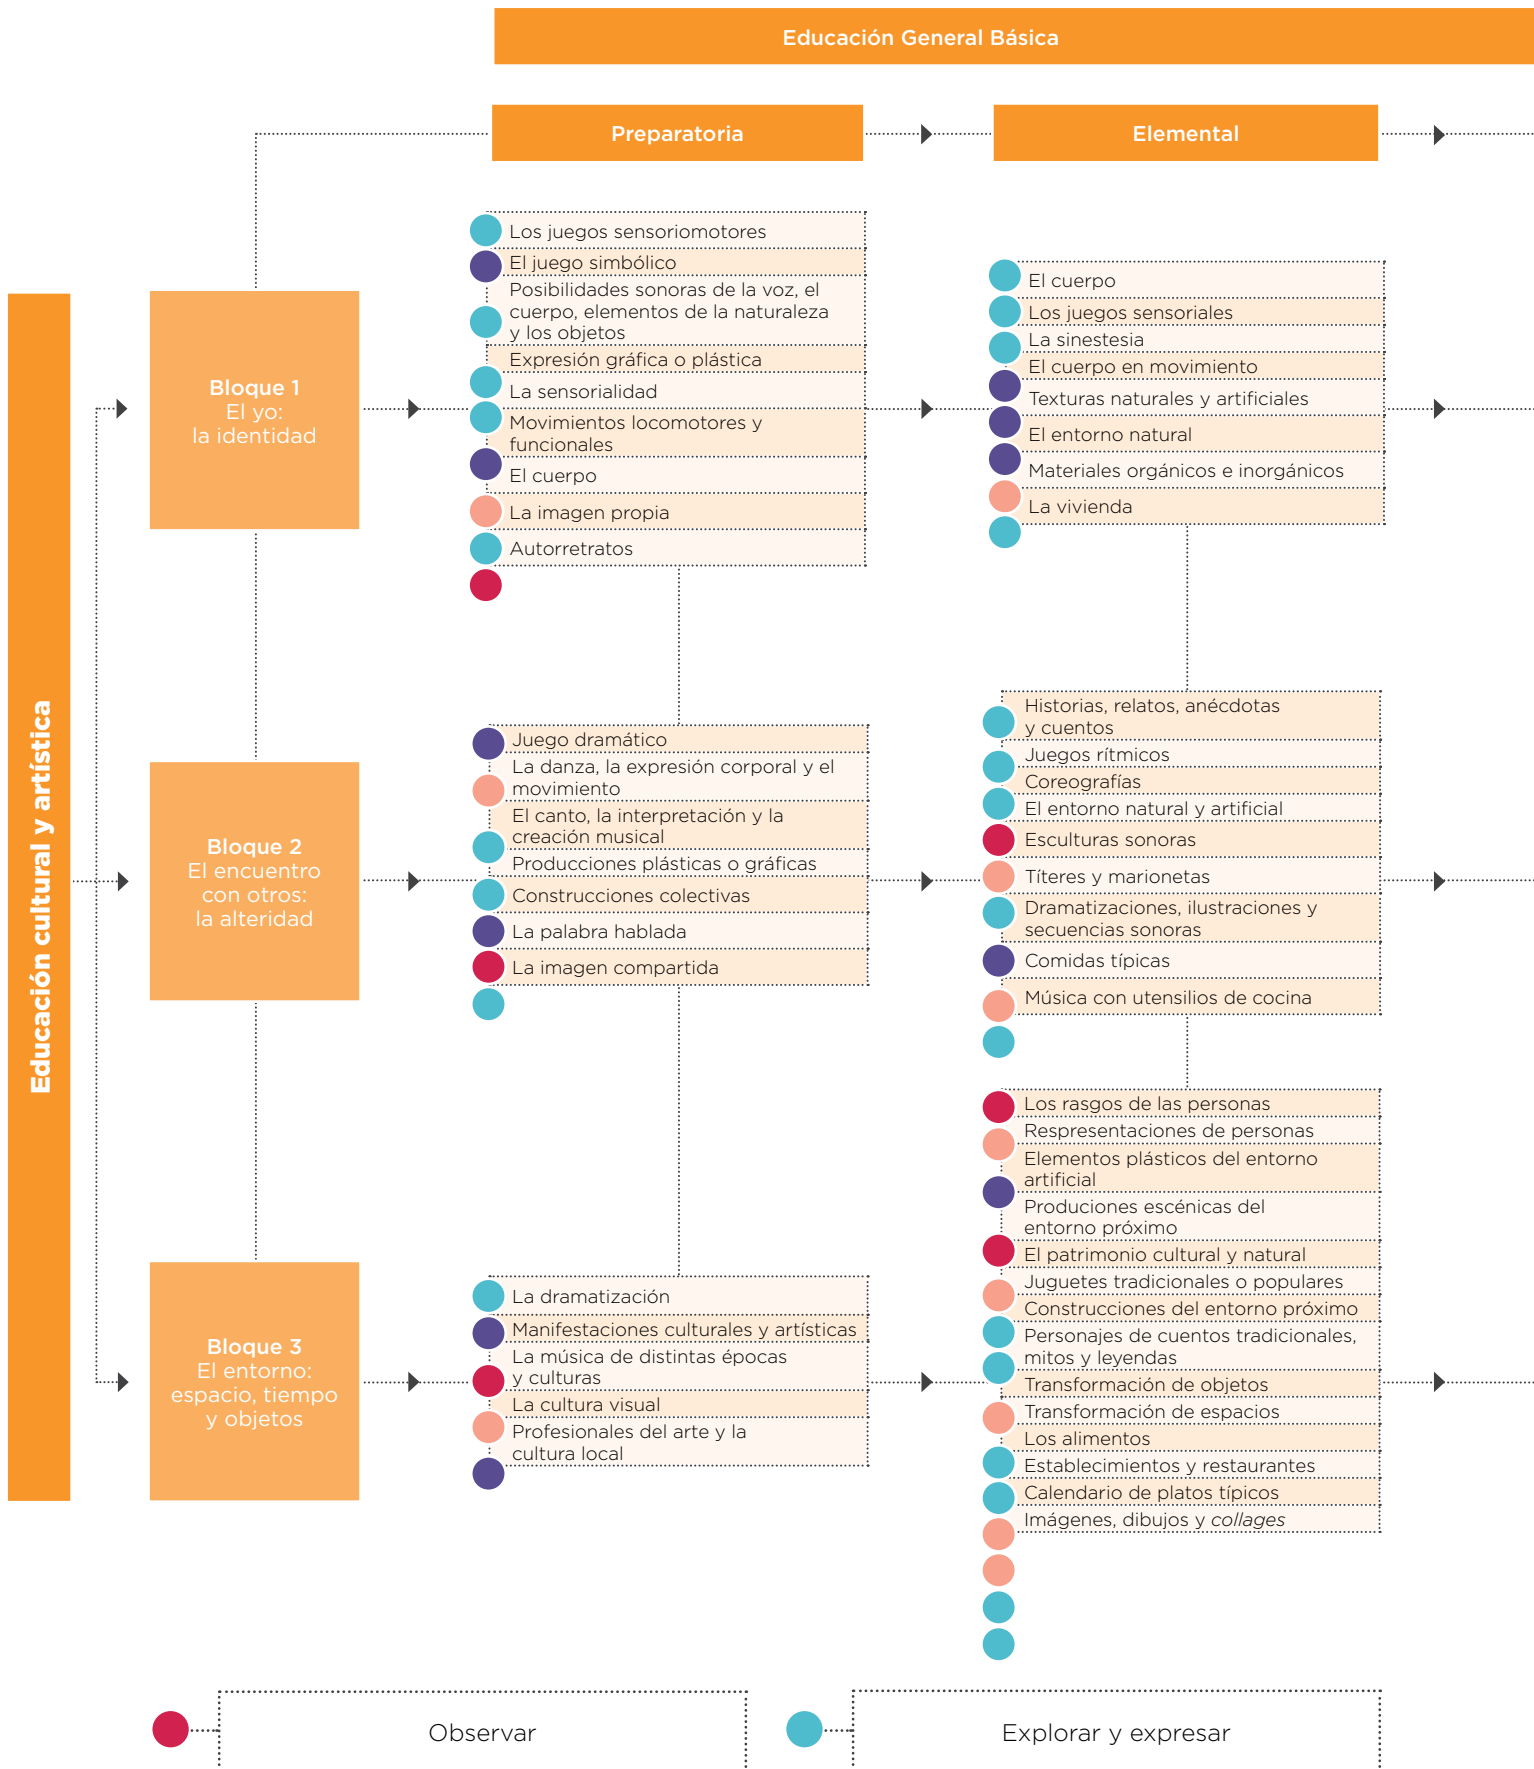 Educación General Básica
Preparatoria
Elemental
Educación cultural y artística
Bloque 1
El yo:
la identidad
Los juegos sensoriomotores
El juego simbólico
Posibilidades sonoras de la voz, el
cuerpo, elementos de la naturaleza
y los objetos
Expresión gráfica o plástica
La sensorialidad
Movimientos locomotores y
funcionales
El cuerpo
La imagen propia
Autorretratos
El cuerpo
Los juegos sensoriales
La sinestesia
El cuerpo en movimiento
Texturas naturales y artificiales
El entorno natural
Materiales orgánicos e inorgánicos
La vivienda
Bloque 2
El encuentro
con otros:
la alteridad
Juego dramático
La danza, la expresión corporal y el
movimiento
El canto, la interpretación y la
creación musical
Producciones plásticas o gráficas
Construcciones colectivas
La palabra hablada
La imagen compartida
Historias, relatos, anécdotas
y cuentos
Juegos rítmicos
Coreografías
El entorno natural y artificial
Esculturas sonoras
Títeres y marionetas
Dramatizaciones, ilustraciones y
secuencias sonoras
Comidas típicas
Música con utensilios de cocina
Bloque 3
El entorno:
espacio, tiempo
y objetos
La dramatización
Manifestaciones culturales y artísticas
La música de distintas épocas
y culturas
La cultura visual
Profesionales del arte y la
cultura local
Los rasgos de las personas
Respresentaciones de personas
Elementos plásticos del entorno
artificial
Produciones escénicas del
entorno próximo
El patrimonio cultural y natural
Juguetes tradicionales o populares
Construcciones del entorno próximo
Personajes de cuentos tradicionales,
mitos y leyendas
Transformación de objetos
Transformación de espacios
Los alimentos
Establecimientos y restaurantes
Calendario de platos típicos
Imágenes, dibujos y collages
Observar
Explorar y expresar